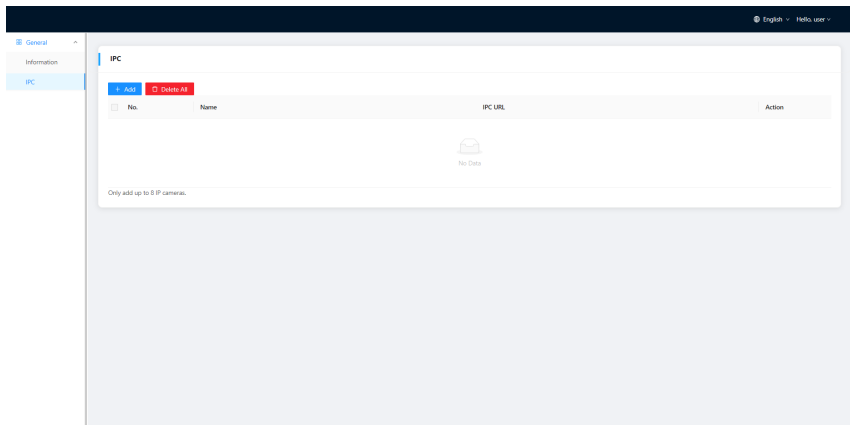 English Hello, user
General
Information
IPC
IPC
+ Add Delete All
No. Name IPC URL Action
No Data
Only add up to 8 IP cameras.